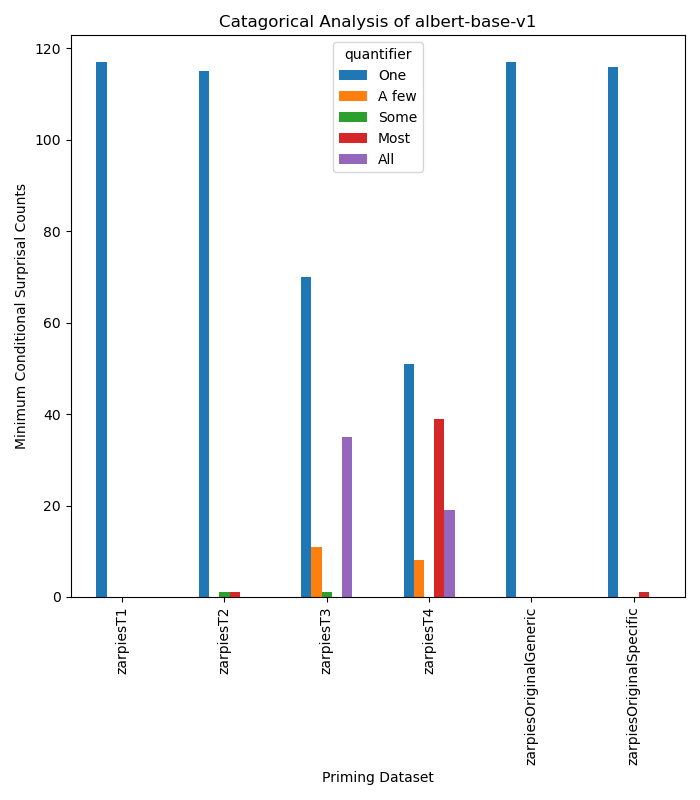 Catagorical Analysis of albert-base-v1
quantifier
One
A few
Some
Most
All
Minimum Conditional Surprisal Counts
120
100
80
60
40
20
0
zarpiesT1
zarpiesT2
zarpiesT3
zarpiesT4
zarpiesOriginalGeneric
zarpiesOriginalSpecific
Priming Dataset